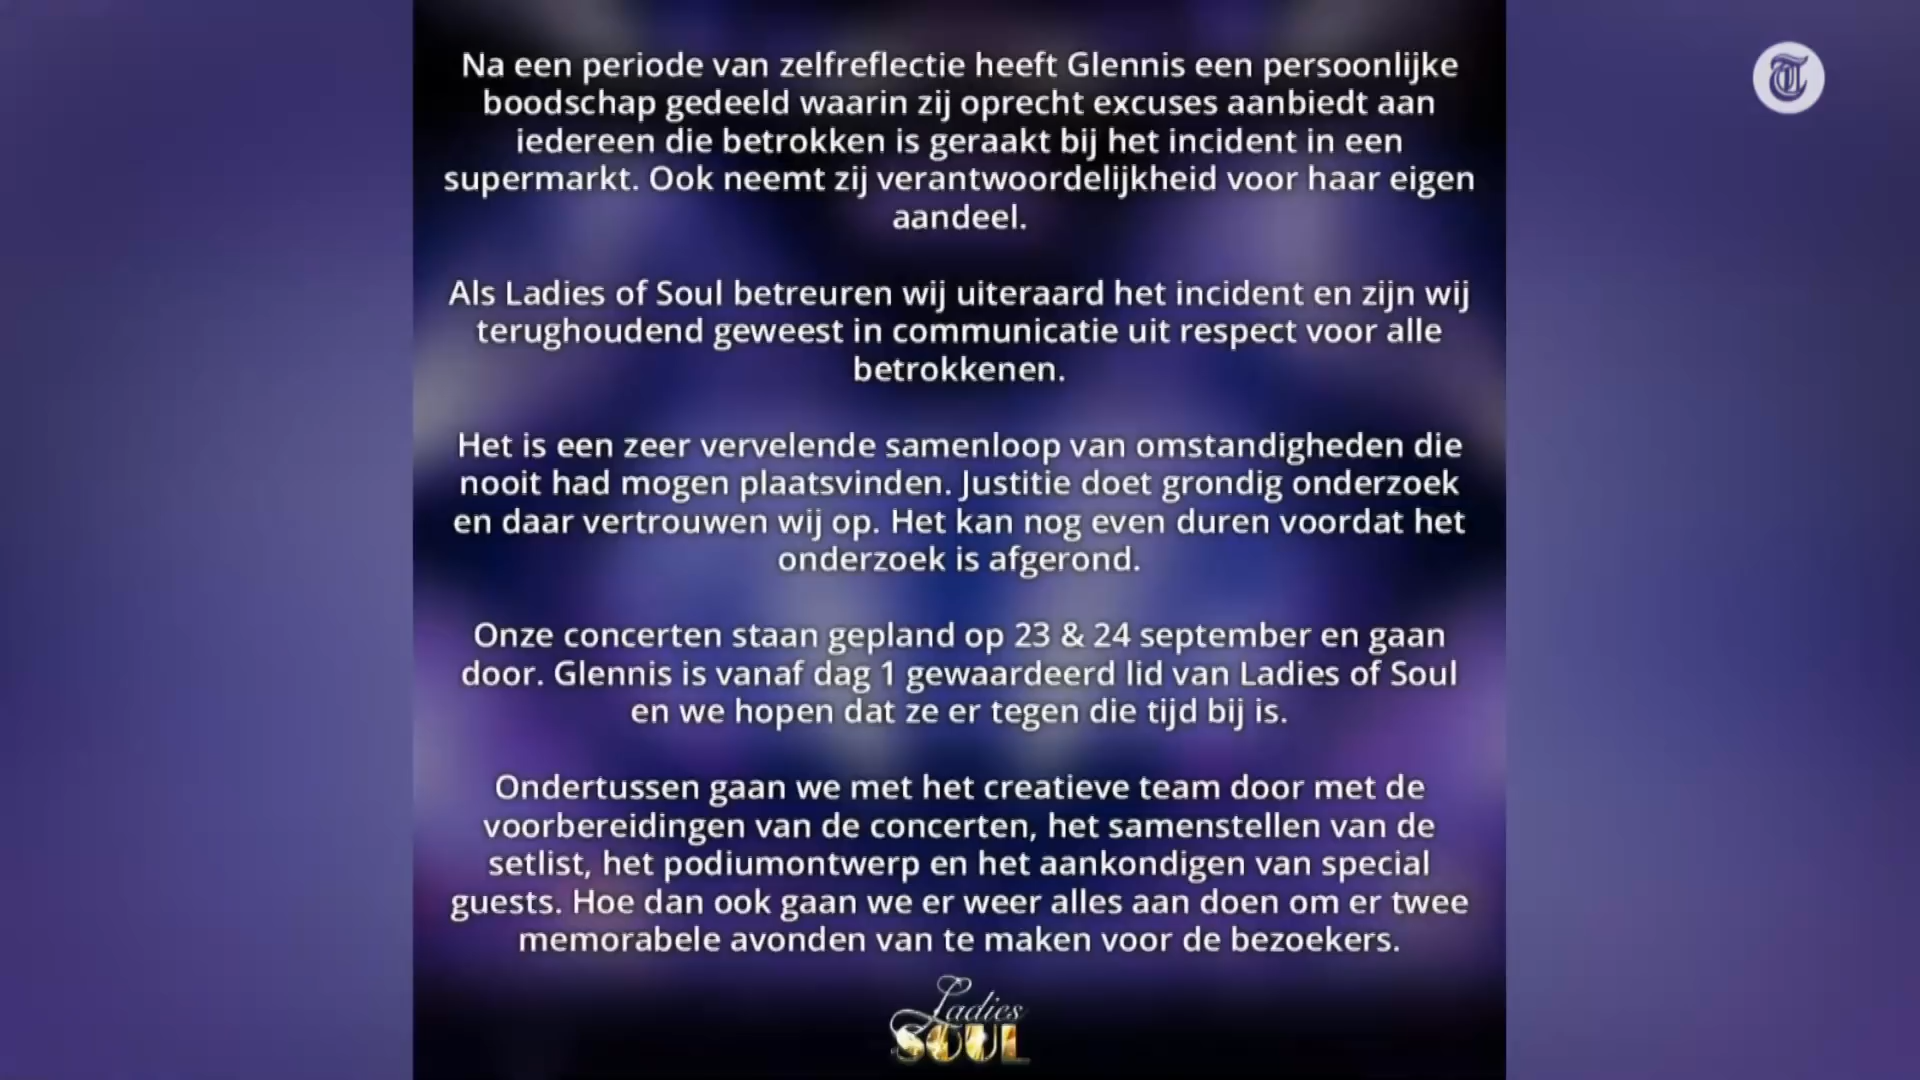 Na een periode van zelfreflectie heeft Glennis een persoonlijke
boodschap gedeeld waarin zij oprecht excuses aanbiedt aan
iedereen die betrokken is geraakt bij het incident in een
supermarkt. Ook neemt zij verantwoordelijkheid voor haar eigen
aandeel.
Als Ladies of Soul betreuren wij uiteraard het incident en zijn wij
terughoudend geweest in communicatie uit respect voor alle
betrokkenen.
Het is een zeer vervelende samenloop van omstandigheden die
nooit had mogen plaatsvinden. Justitie doet grondig onderzoek
en daar vertrouwen wij op. Het kan nog even duren voordat het
onderzoek is afgerond.
Onze concerten staan gepland op 23 & 24 september en gaan
door. Glennis is vanaf dag 1 gewaardeerd lid van Ladies of Soul
en we hopen dat ze er tegen die tijd bij is.
Ondertussen gaan we met het creatieve team door met de
voorbereidingen van de concerten, het samenstellen van de
setlist, het podiumontwerp en het aankondigen van special
guests. Hoe dan ook gaan we er weer alles aan doen om er twee
memorabele avonden van te maken voor de bezoekers.
Ladies
SOUL
T